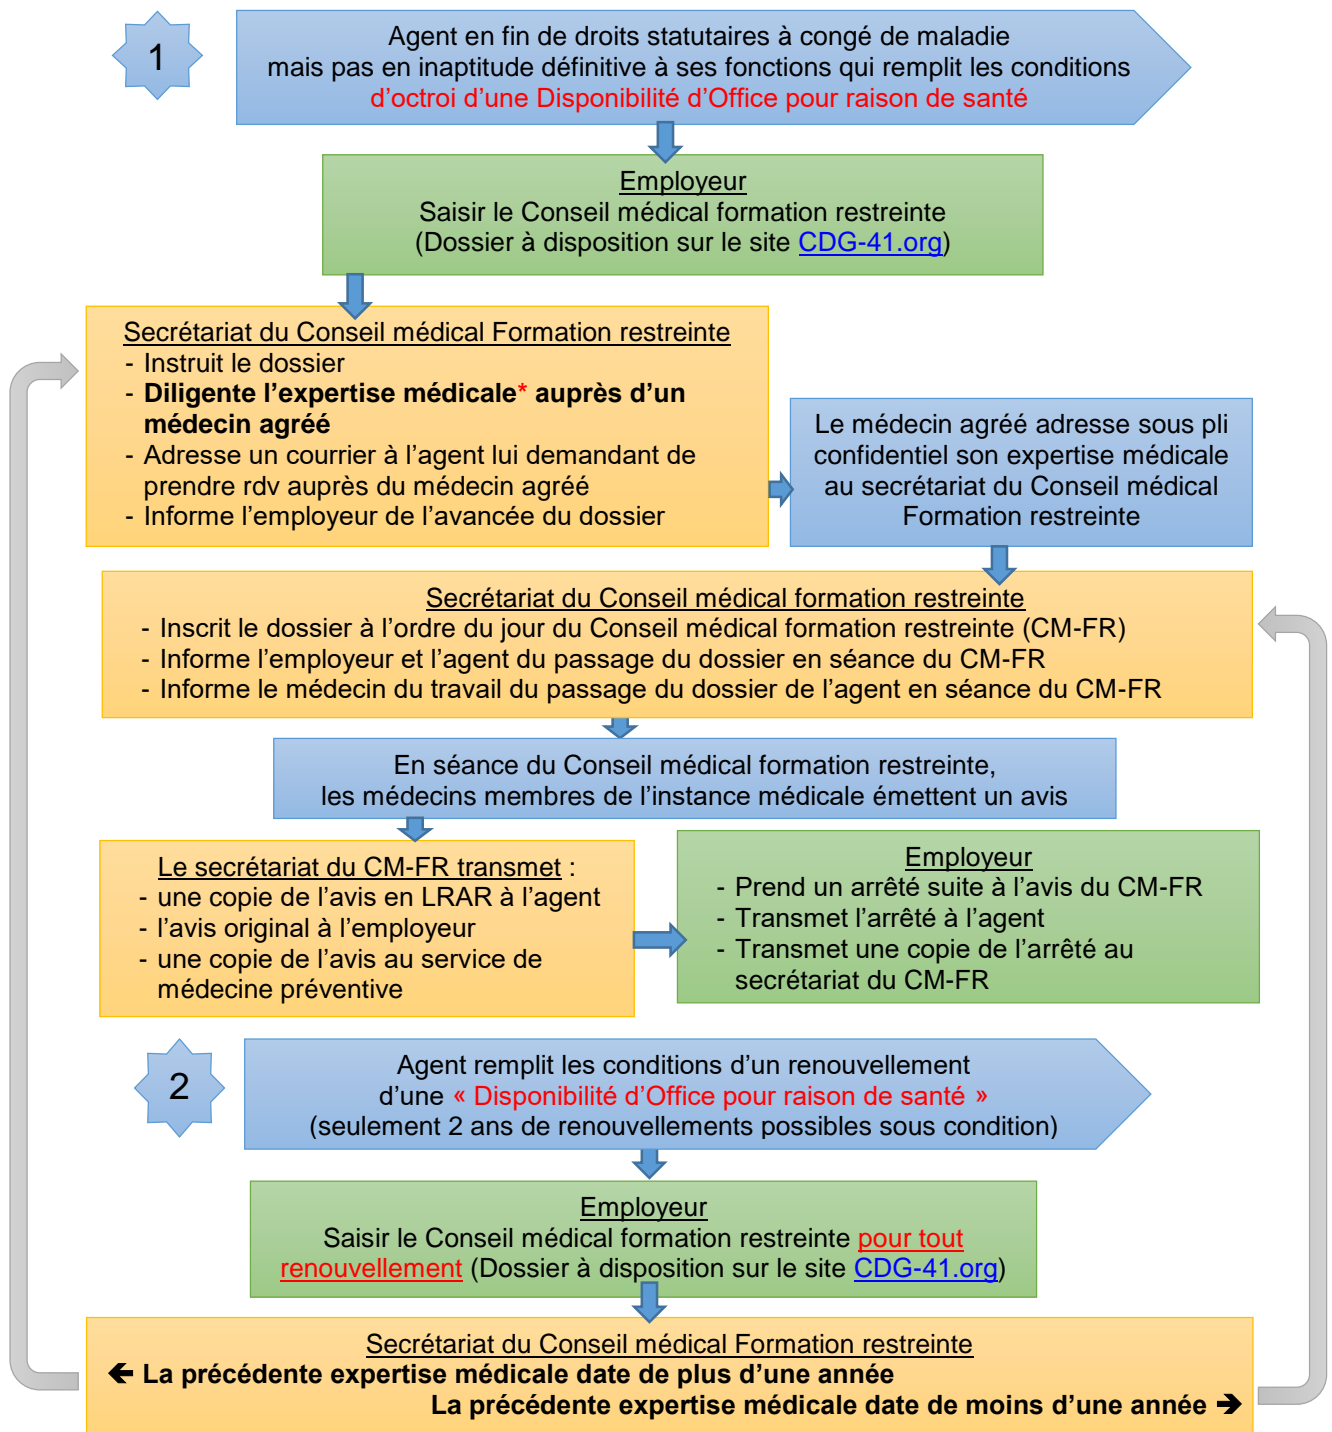 1
Agent en fin de droits statutaires à congé de maladie
mais pas en inaptitude définitive à ses fonctions qui remplit les conditions
d’octroi d’une Disponibilité d’Office pour raison de santé
Employeur
Saisir le Conseil médical formation restreinte
(Dossier à disposition sur le site CDG-41.org)
Secrétariat du Conseil médical Formation restreinte
- Instruit le dossier
- Diligente l’expertise médicale* auprès d’un
médecin agréé
- Adresse un courrier à l’agent lui demandant de
prendre rdv auprès du médecin agréé
- Informe l’employeur de l’avancée du dossier
Le médecin agréé adresse sous pli
confidentiel son expertise médicale
au secrétariat du Conseil médical
Formation restreinte
Secrétariat du Conseil médical formation restreinte
- Inscrit le dossier à l’ordre du jour du Conseil médical formation restreinte (CM-FR)
- Informe l’employeur et l’agent du passage du dossier en séance du CM-FR
- Informe le médecin du travail du passage du dossier de l’agent en séance du CM-FR
En séance du Conseil médical formation restreinte,
les médecins membres de l’instance médicale émettent un avis
Le secrétariat du CM-FR transmet :
- une copie de l’avis en LRAR à l’agent
- l’avis original à l’employeur
- une copie de l’avis au service de
médecine préventive
Employeur
- Prend un arrêté suite à l’avis du CM-FR
- Transmet l’arrêté à l’agent
- Transmet une copie de l’arrêté au
secrétariat du CM-FR
2
Agent remplit les conditions d’un renouvellement
d’une « Disponibilité d’Office pour raison de santé »
(seulement 2 ans de renouvellements possibles sous condition)
Employeur
Saisir le Conseil médical formation restreinte pour tout
renouvellement (Dossier à disposition sur le site CDG-41.org)
Secrétariat du Conseil médical Formation restreinte
← La précédente expertise médicale date de plus d’une année
La précédente expertise médicale date de moins d’une année →